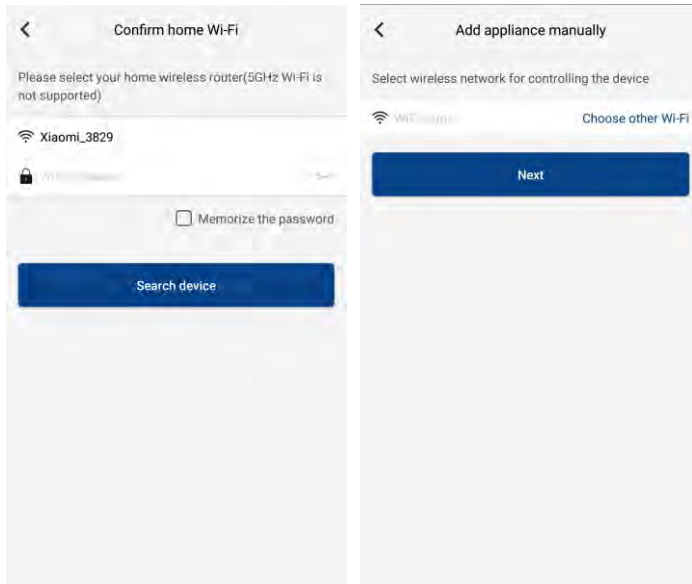 Confirm home Wi-Fi
Please select your home wireless router(5GHz Wi-Fi is
not supported)
Xiaomi_3829
Memorize the password
Search device
Add appliance manually
Select wireless network for controlling the device
Choose other Wi-Fi
Next